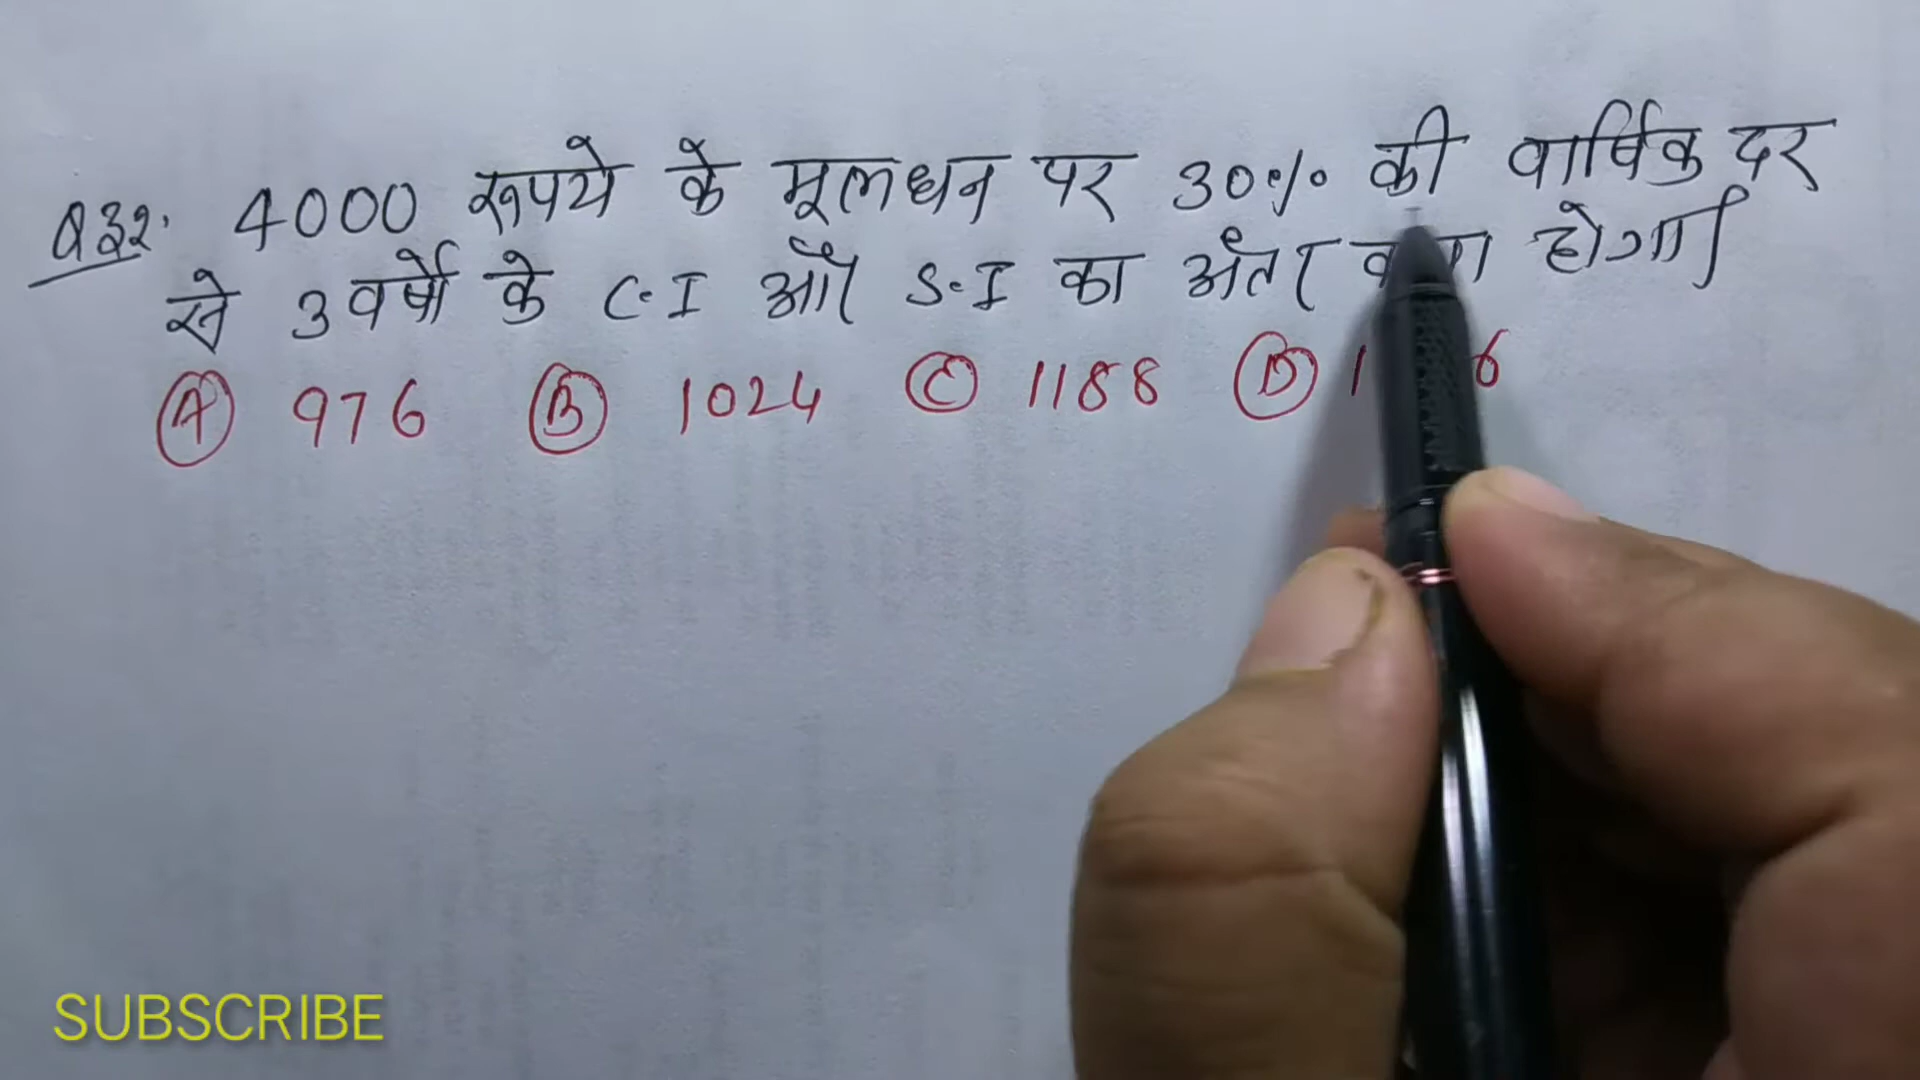 Q32. 4000 रूपये के मूलधन पर 30% की वार्षिक दर
से 3 वर्षो के C.I और S.I का अंतर होगा
(A) 976 (B) 1024 (C) 1188 (D)
SUBSCRIBE